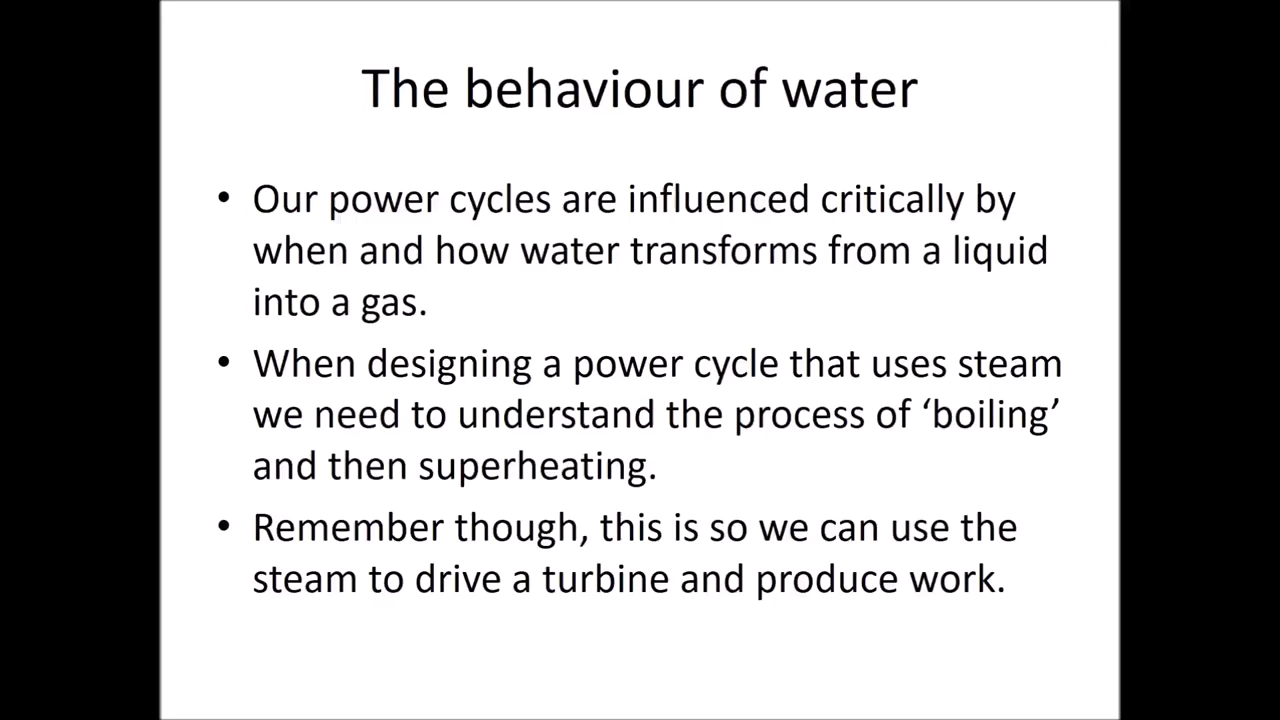 The behaviour of water
• Our power cycles are influenced critically by
when and how water transforms from a liquid
into a gas.
• When designing a power cycle that uses steam
we need to understand the process of ‘boiling’
and then superheating.
• Remember though, this is so we can use the
steam to drive a turbine and produce work.